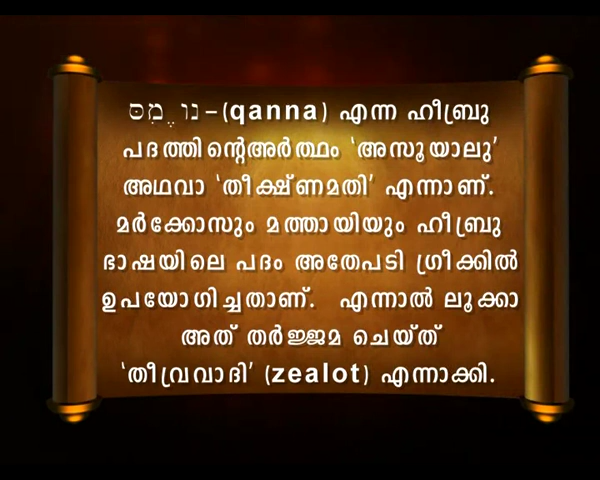 נוֶּמִסּ–(qanna) എന്ന ഹീബ്രു
പദത്തിന്റെഅർത്ഥം ‘അസൂയാലു’
അഥവാ ‘തീക്ഷ്ണമതി’ എന്നാണ്.
മർക്കോസും മത്തായിയും ഹീബ്രു
ഭാഷയിലെ പദം അതേപടി ഗ്രീക്കിൽ
ഉപയോഗിച്ചതാണ്. എന്നാൽ ലൂക്കാ
അത് തർജ്ജമ ചെയ്ത്
‘തീവ്രവാദി’ (zealot) എന്നാക്കി.